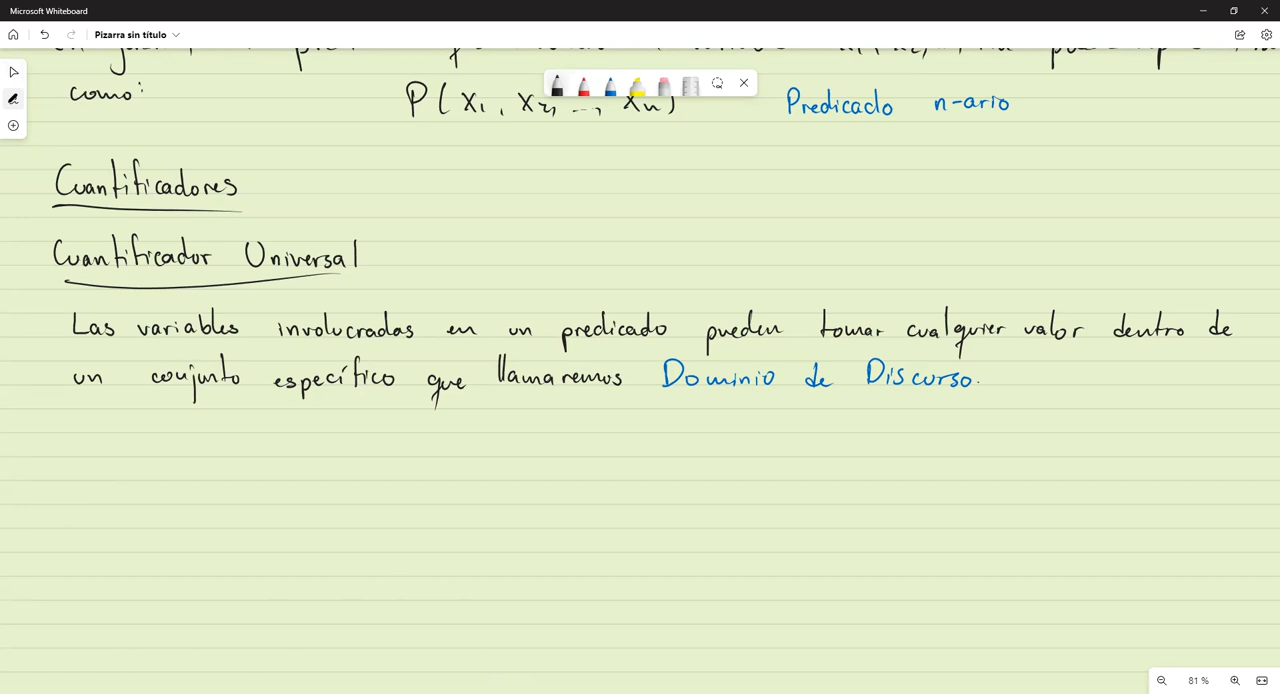 Microsoft Whiteboard
Pizarra sin título
como:
P(x₁, x₂, ..., xₙ) Predicado n-ario
Cuantificadores
Cuantificador Universal
Las variables involucradas en un predicado pueden tomar cualquier valor dentro de
un conjunto específico que llamaremos Dominio de Discurso.
81 %